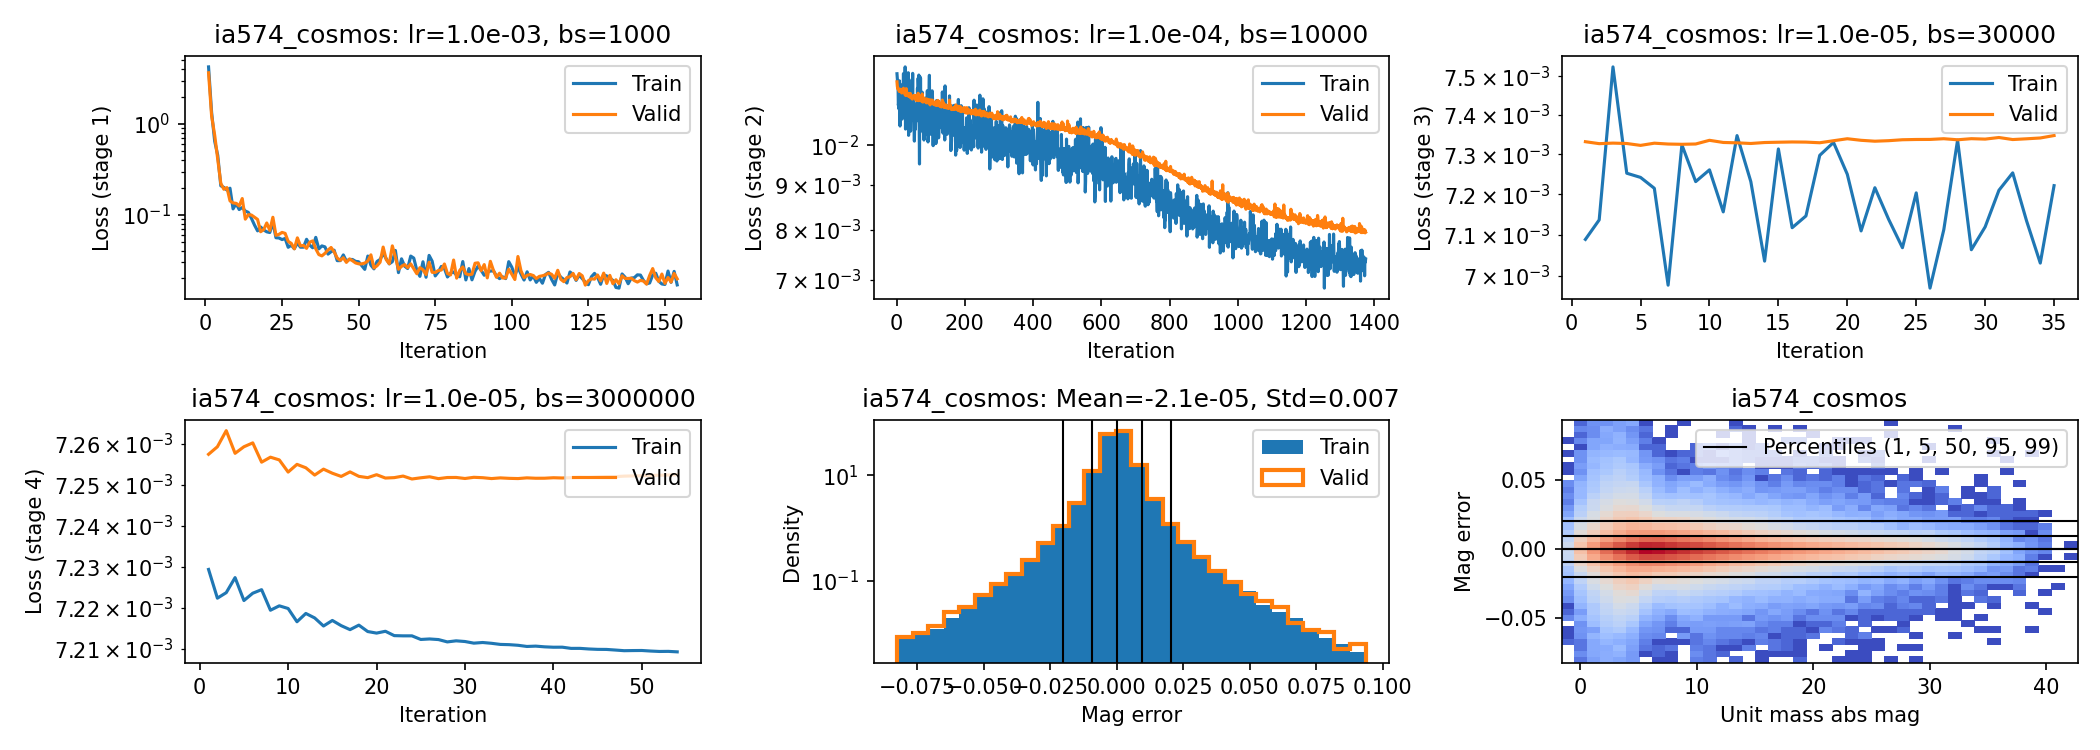 ia574_cosmos: lr=1.0e-03, bs=1000
Loss (stage 1)
10⁰
10⁻¹
Train
Valid
0 25 50 75 100 125 150
Iteration
ia574_cosmos: lr=1.0e-04, bs=10000
Loss (stage 2)
10⁻²
9 × 10⁻³
8 × 10⁻³
7 × 10⁻³
Train
Valid
0 200 400 600 800 1000 1200 1400
Iteration
ia574_cosmos: lr=1.0e-05, bs=30000
Loss (stage 3)
7.5 × 10⁻³
7.4 × 10⁻³
7.3 × 10⁻³
7.2 × 10⁻³
7.1 × 10⁻³
7 × 10⁻³
Train
Valid
0 5 10 15 20 25 30 35
Iteration
ia574_cosmos: lr=1.0e-05, bs=3000000
Loss (stage 4)
7.26 × 10⁻³
7.25 × 10⁻³
7.24 × 10⁻³
7.23 × 10⁻³
7.22 × 10⁻³
7.21 × 10⁻³
Train
Valid
0 10 20 30 40 50
Iteration
ia574_cosmos: Mean=-2.1e-05, Std=0.007
Density
10¹
10⁻¹
Train
Valid
−0.075 −0.050 −0.025 0.000 0.025 0.050 0.075 0.100
Mag error
ia574_cosmos
Mag error
0.05
0.00
−0.05
Percentiles (1, 5, 50, 95, 99)
0 10 20 30 40
Unit mass abs mag